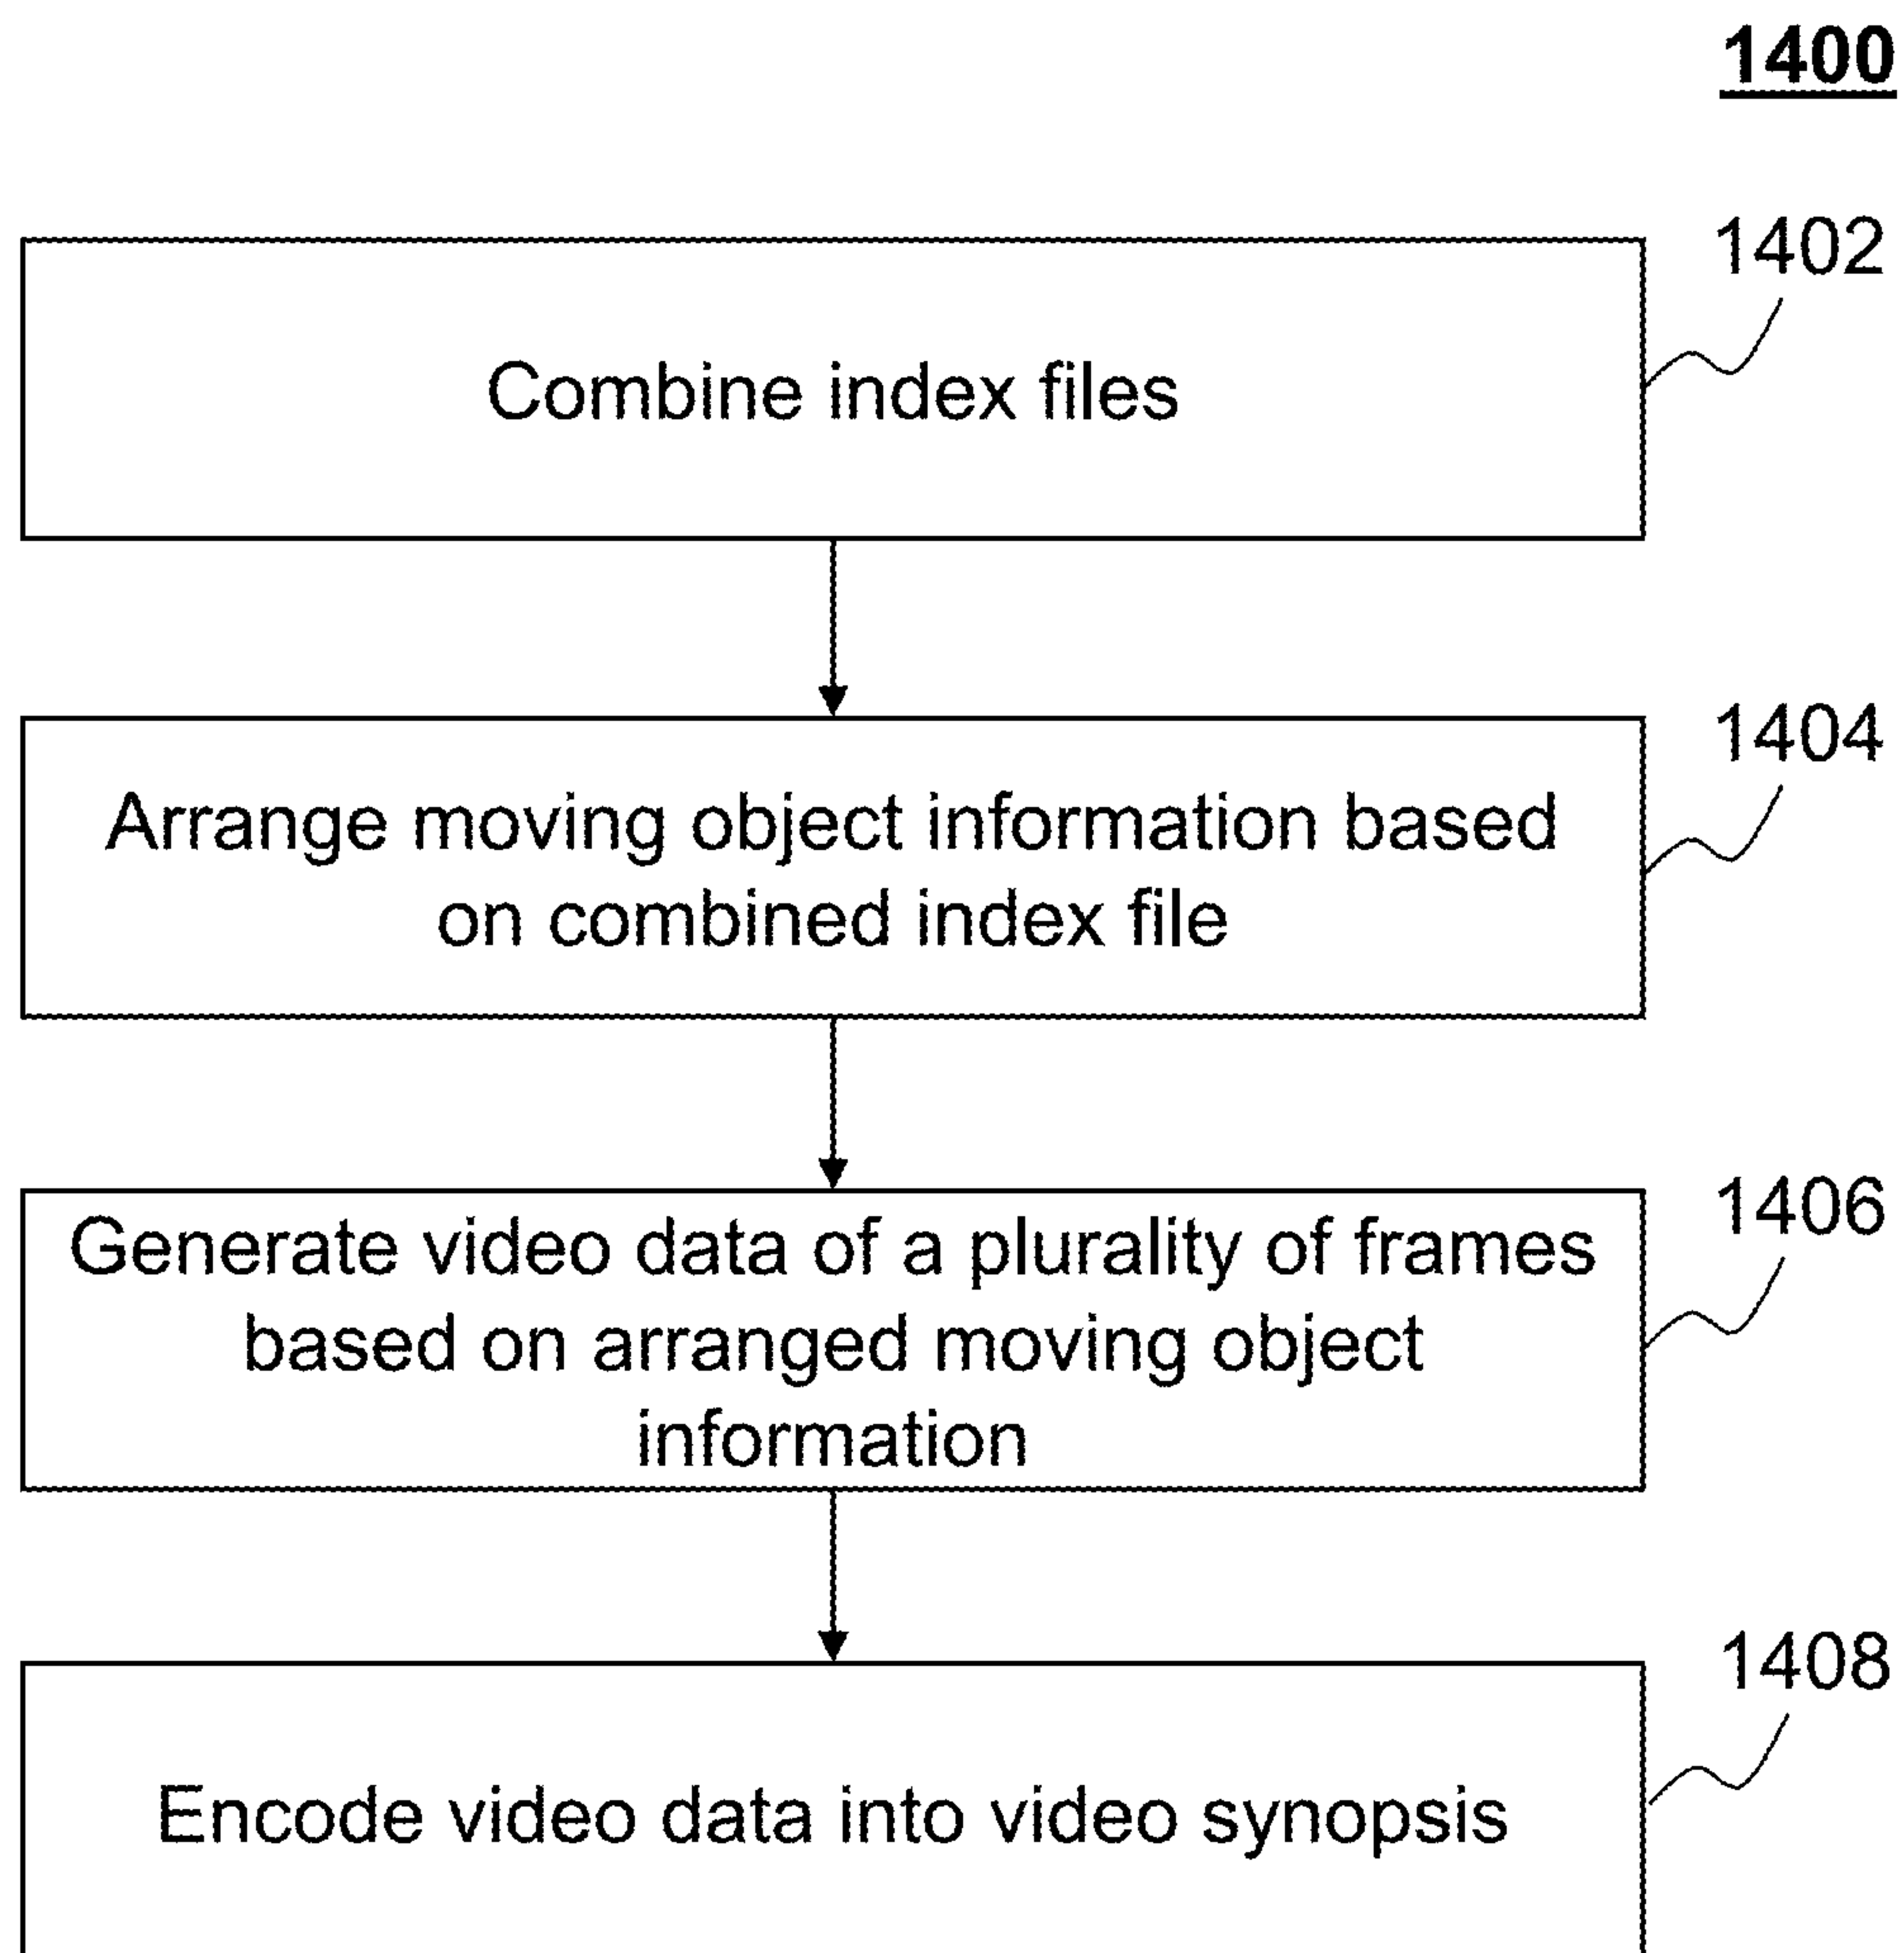 1400
1402
Combine index files
1404
Arrange moving object information based
on combined index file
1406
Generate video data of a plurality of frames
based on arranged moving object
information
1408
Encode video data into video synopsis